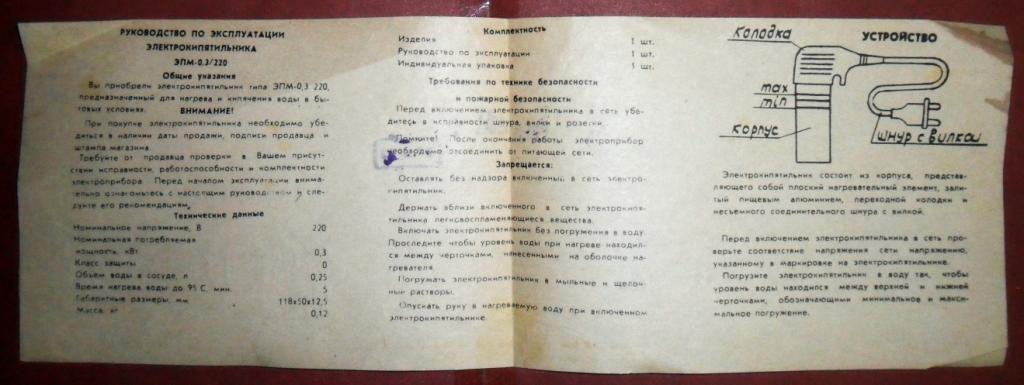 РУКОВОДСТВО ПО ЭКСПЛУАТАЦИИ
ЭЛЕКТРОКИПЯТИЛЬНИКА
ЭПМ-0,3/220
Общие указания
Вы приобрели электрокипятильник типа ЭПМ-0,3 220,
предназначенный для нагрева и кипячения воды в бы-
товых условиях.
ВНИМАНИЕ!
При покупке электрокипятильника необходимо убе-
диться в наличии даты продажи, подписи продавца и
штампа магазина.
Требуйте от продавца проверки в Вашем присутс-
твии исправности, работоспособности и комплектности
электроприбора. Перед началом эксплуатации внима-
тельно ознакомьтесь с настоящим руководством и сле-
дуйте его рекомендациям.
Технические данные
Номинальное напряжение, В 220
Номинальная потребляемая
мощность, кВт 0,3
Класс защиты 0
Объем воды в сосуде, л 0,25
Время нагрева воды до 95 С, мин. 5
Габаритные размеры, мм 118х50х12,5
Масса, кг 0,12
Комплектность
Изделия 1 шт.
Руководство по эксплуатации 1 шт.
Индивидуальная упаковка 1 шт.
Требования по технике безопасности
и пожарной безопасности
Перед включением электрокипятильника в сеть убе-
дитесь в исправности шнура, вилки и розетки.
Помните! После окончания работы электроприбор
необходимо отсоединить от питающей сети.
Запрещается:
Оставлять без надзора включенный в сеть электро-
кипятильник.
Держать вблизи включенного в сеть электрокипя-
тильника легковоспламеняющиеся вещества.
Включать электрокипятильник без погружения в воду.
Проследите чтобы уровень воды при нагреве находил-
ся между черточками, нанесенными на оболочке на-
гревателя.
Погружать электрокипятильник в мыльные и щелоч-
ные растворы.
Опускать руку в нагреваемую воду при включенном
электрокипятильнике.
УСТРОЙСТВО
колодка
max
min
корпус
шнур с вилкой
Электрокипятильник состоит из корпуса, представ-
ляющего собой плоский нагревательный элемент, зали-
тый пищевым алюминием, переходной колодки и
несъемного соединительного шнура с вилкой.
Перед включением электрокипятильника в сеть про-
верьте соответствие напряжения сети напряжению,
указанному в маркировке на электрокипятильнике.
Погрузите электрокипятильник в воду так, чтобы
уровень воды находился между верхней и нижней
черточками, обозначающими минимальное и макси-
мальное погружение.